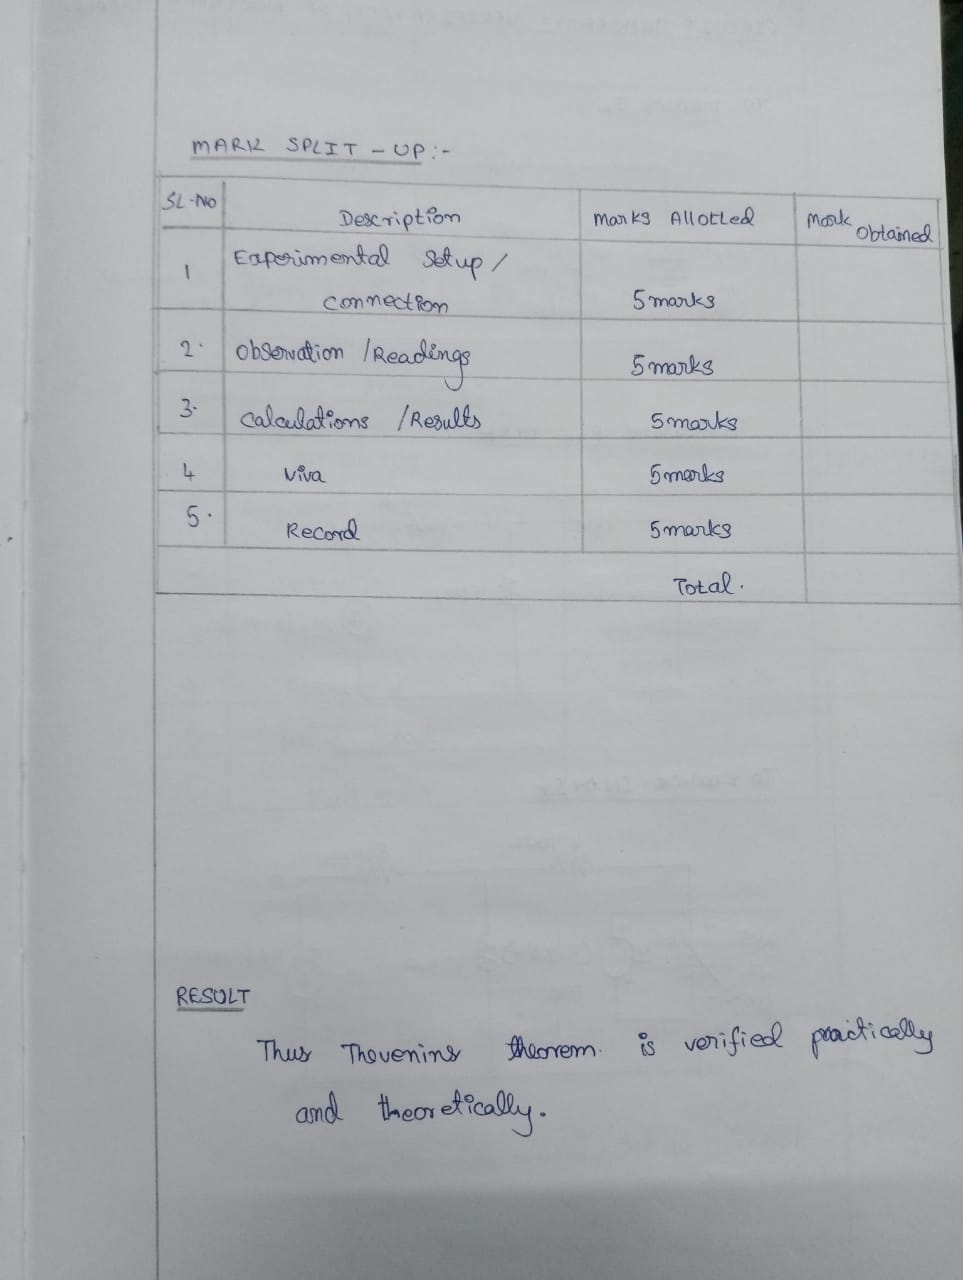 MARK SPLIT-UP:-
SL-NO Description Marks Allotted Mark Obtained
1 Experimental Setup / connection 5 marks
2. Observation / Readings 5 marks
3. Calculations / Results 5 marks
4 Viva 5 marks
5. Record 5 marks
Total.
RESULT
Thus Thevenins theorem. is verified practically
and theoretically.